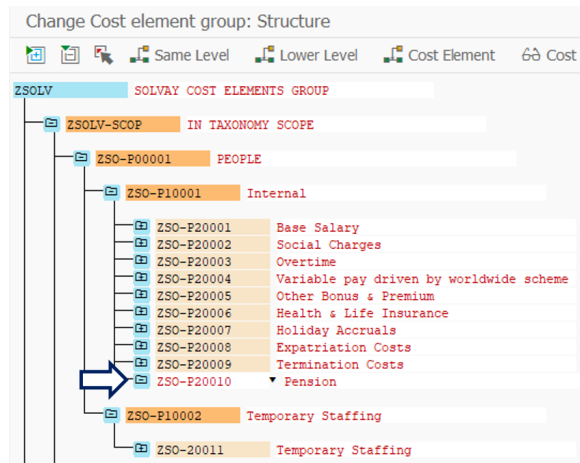 Change Cost element group: Structure
Same Level Lower Level Cost Element Cost
ZSOLV SOLVAY COST ELEMENTS GROUP
ZSOLV-SCOP IN TAXONOMY SCOPE
ZSO-P00001 PEOPLE
ZSO-P10001 Internal
ZSO-P20001 Base Salary
ZSO-P20002 Social Charges
ZSO-P20003 Overtime
ZSO-P20004 Variable pay driven by worldwide scheme
ZSO-P20005 Other Bonus & Premium
ZSO-P20006 Health & Life Insurance
ZSO-P20007 Holiday Accruals
ZSO-P20008 Expatriation Costs
ZSO-P20009 Termination Costs
ZSO-P20010 Pension
ZSO-P10002 Temporary Staffing
ZSO-20011 Temporary Staffing